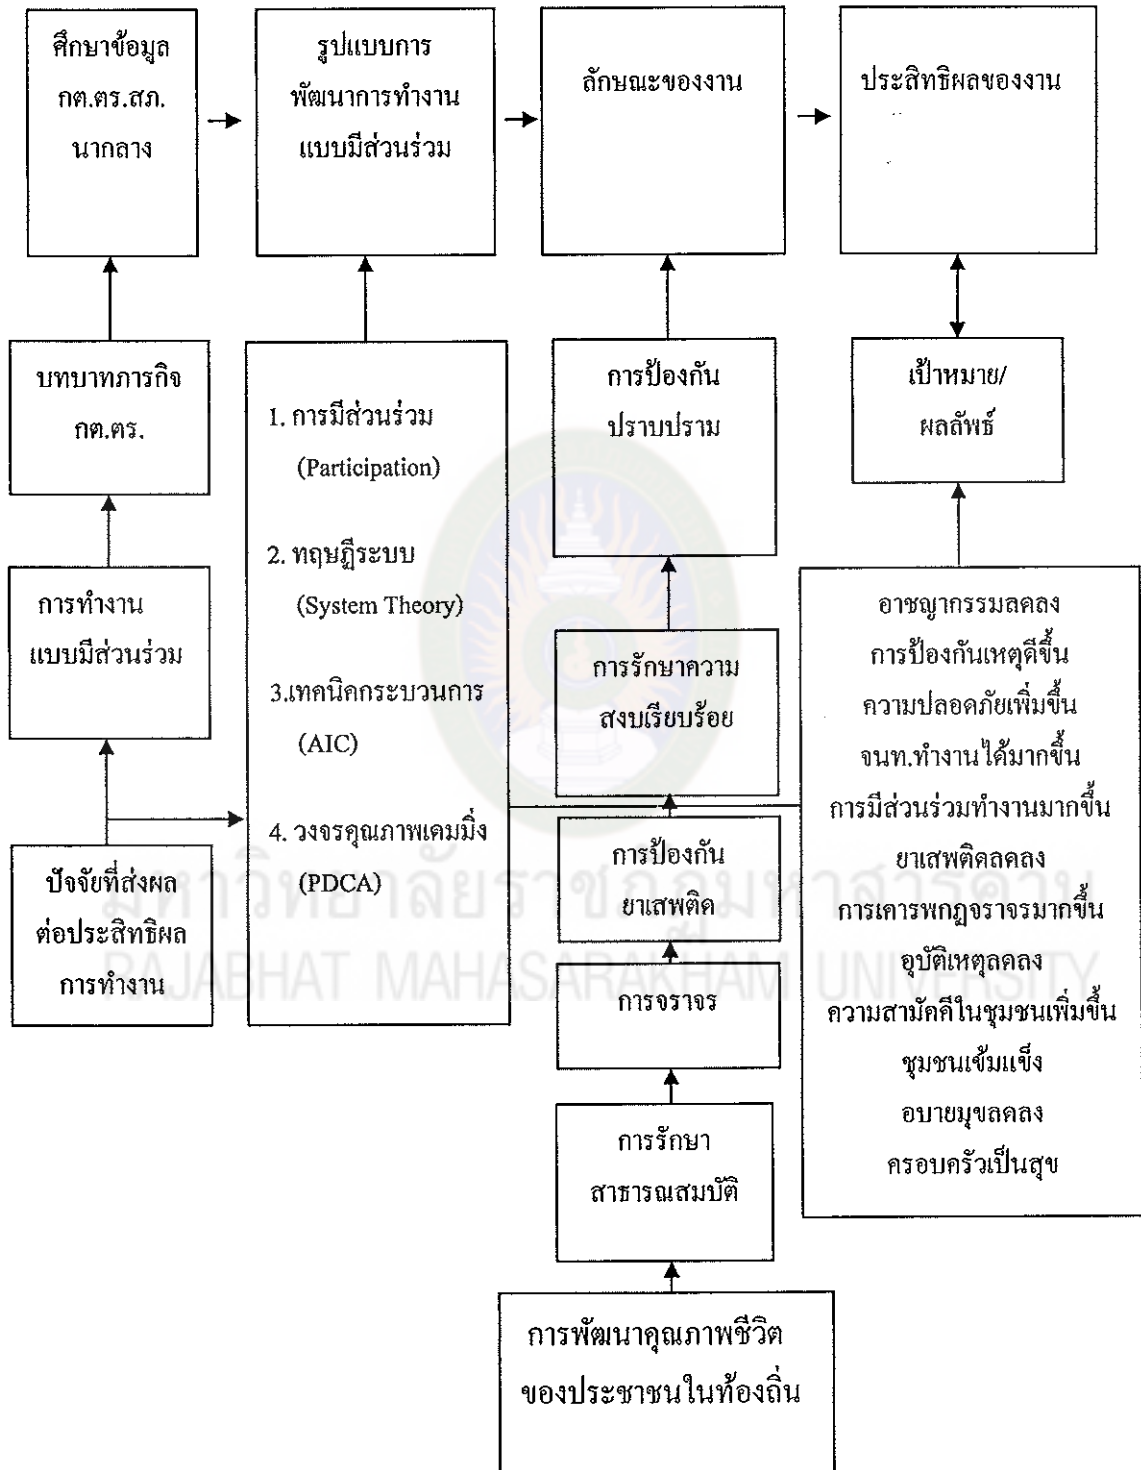 ศึกษาข้อมูล
กต.ตร.สภ.
นากลาง
รูปแบบการ
พัฒนาการทำงาน
แบบมีส่วนร่วม
ลักษณะของงาน
ประสิทธิผลของงาน
บทบาทภารกิจ
กต.ตร.
การทำงาน
แบบมีส่วนร่วม
ปัจจัยที่ส่งผล
ต่อประสิทธิผล
การทำงาน
1. การมีส่วนร่วม
(Participation)
2. ทฤษฎีระบบ
(System Theory)
3.เทคนิคกระบวนการ
(AIC)
4. วงจรคุณภาพเดมมิ่ง
(PDCA)
การป้องกัน
ปราบปราม
การรักษาความ
สงบเรียบร้อย
การป้องกัน
ยาเสพติด
การจราจร
การรักษา
สาธารณสมบัติ
การพัฒนาคุณภาพชีวิต
ของประชาชนในท้องถิ่น
เป้าหมาย/
ผลลัพธ์
อาชญากรรมลดลง
การป้องกันเหตุดีขึ้น
ความปลอดภัยเพิ่มขึ้น
จนท.ทำงานได้มากขึ้น
การมีส่วนร่วมทำงานมากขึ้น
ยาเสพติดลดลง
การเคารพกฎจราจรมากขึ้น
อุบัติเหตุลดลง
ความสามัคคีในชุมชนเพิ่มขึ้น
ชุมชนเข้มแข็ง
อบายมุขลดลง
ครอบครัวเป็นสุข
มหาวิทยาลัยราชภัฏมหาสารคาม
RAJABHAT MAHASARAKHAM UNIVERSITY